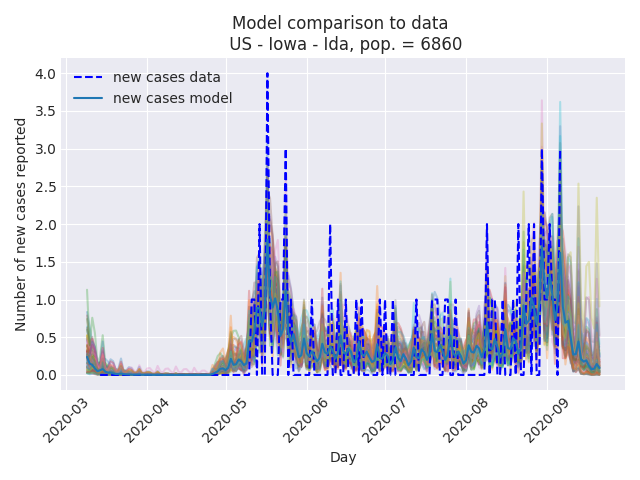 Model comparison to data
US - Iowa - Ida, pop. = 6860
new cases data
new cases model
Number of new cases reported
4.0
3.5
3.0
2.5
2.0
1.5
1.0
0.5
0.0
2020-03
2020-04
2020-05
2020-06
2020-07
2020-08
2020-09
Day